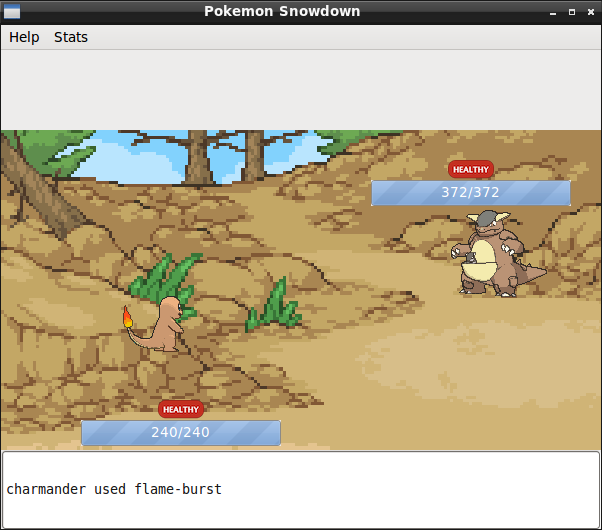 Pokemon Snowdown
Help Stats
HEALTHY
372/372
HEALTHY
240/240
charmander used flame-burst